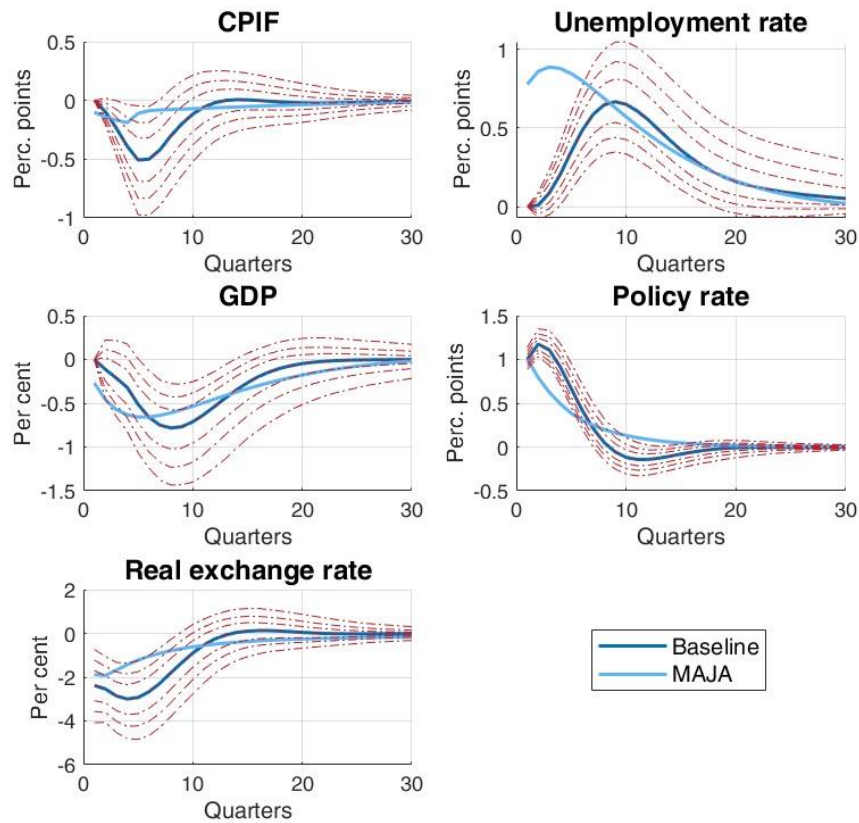 CPIF
Perc. points
0.5
0
-0.5
-1
0
10
20
30
Quarters
Unemployment rate
Perc. points
1
0.5
0
0
10
20
30
Quarters
GDP
Per cent
0.5
0
-0.5
-1
-1.5
0
10
20
30
Quarters
Policy rate
Perc. points
1.5
1
0.5
0
-0.5
0
10
20
30
Quarters
Real exchange rate
Per cent
2
0
-2
-4
-6
0
10
20
30
Quarters
Baseline
MAJA